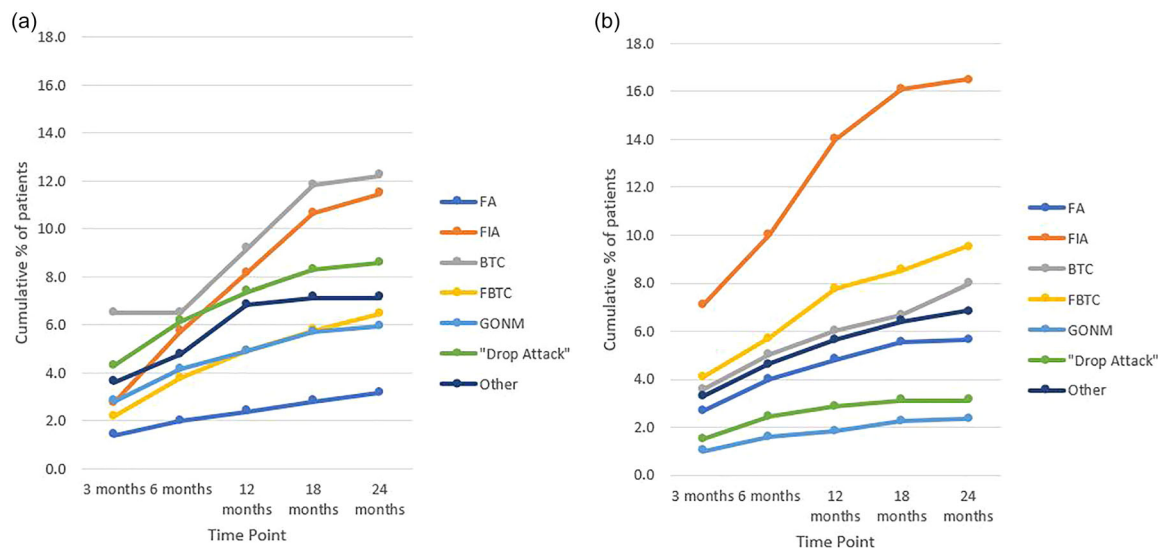 (a)
18.0
16.0
14.0
12.0
10.0
8.0
6.0
4.0
2.0
0.0
Cumulative % of patients
3 months 6 months 12 months 18 months 24 months
Time Point
FA
FIA
BTC
FBTC
GONM
"Drop Attack"
Other
(b)
18.0
16.0
14.0
12.0
10.0
8.0
6.0
4.0
2.0
0.0
Cumulative % of patients
3 months 6 months 12 months 18 months 24 months
Time Point
FA
FIA
BTC
FBTC
GONM
"Drop Attack"
Other